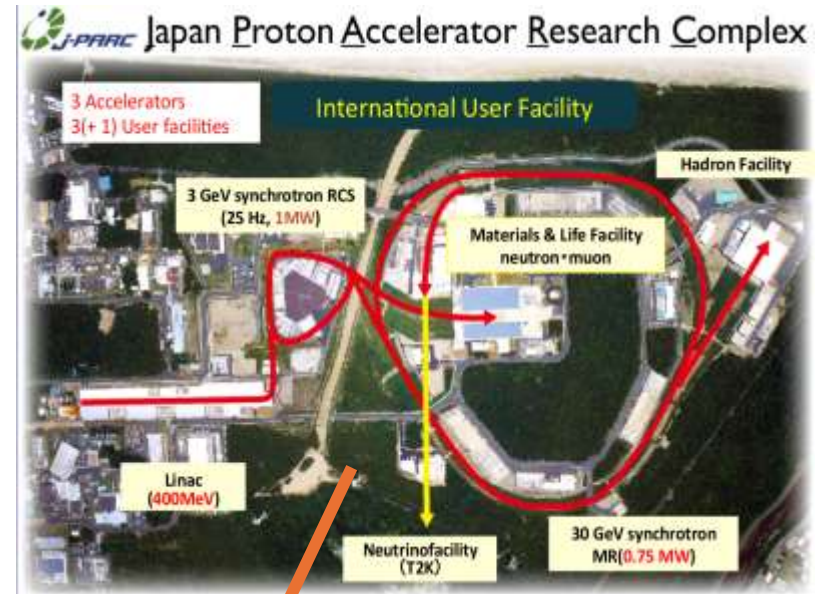 J-PARC Japan Proton Accelerator Research Complex
3 Accelerators
3(+ 1) User facilities
International User Facility
Hadron Facility
3 GeV synchrotron RCS
(25 Hz, 1MW)
Materials & Life Facility
neutron・muon
Linac
(400MeV)
Neutrinofacility
(T2K)
30 GeV synchrotron
MR(0.75 MW)